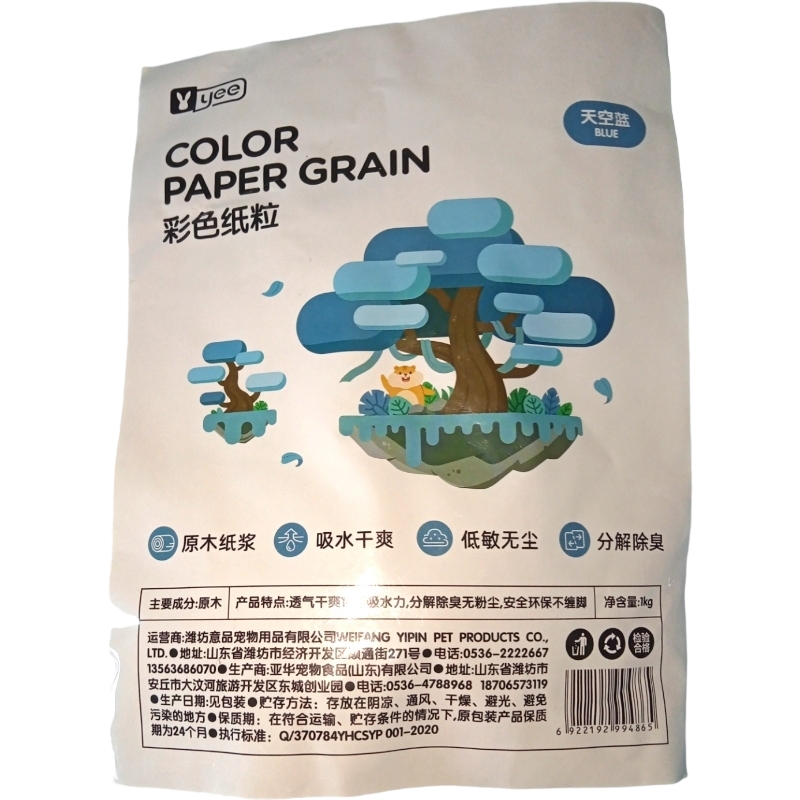 yee
天空蓝
BLUE
COLOR
PAPER GRAIN
彩色纸粒
原木纸浆
吸水干爽
低敏无尘
分解除臭
主要成分:原木
产品特点:透气干爽 吸水力,分解除臭无粉尘,安全环保不缠脚
净含量:1kg
运营商:潍坊意品宠物用品有限公司WEIFANG YIPIN PET PRODUCTS CO.,
LTD.●地址:山东省潍坊市经济开发区顺通街271号●电话:0536-2222667
13563686070●生产商:亚华宠物食品(山东)有限公司●地址:山东省潍坊市
安丘市大汶河旅游开发区东城创业园●电话:0536-4788968 18706573119
●生产日期:见包装●贮存方法：存放在阴凉、通风、干燥、避光、避免
污染的地方●保质期：在符合运输、贮存条件的情况下,原包装产品保质
期为24个月●执行标准：Q/370784YHCSYP 001-2020
检验
合格
6 922192 994865